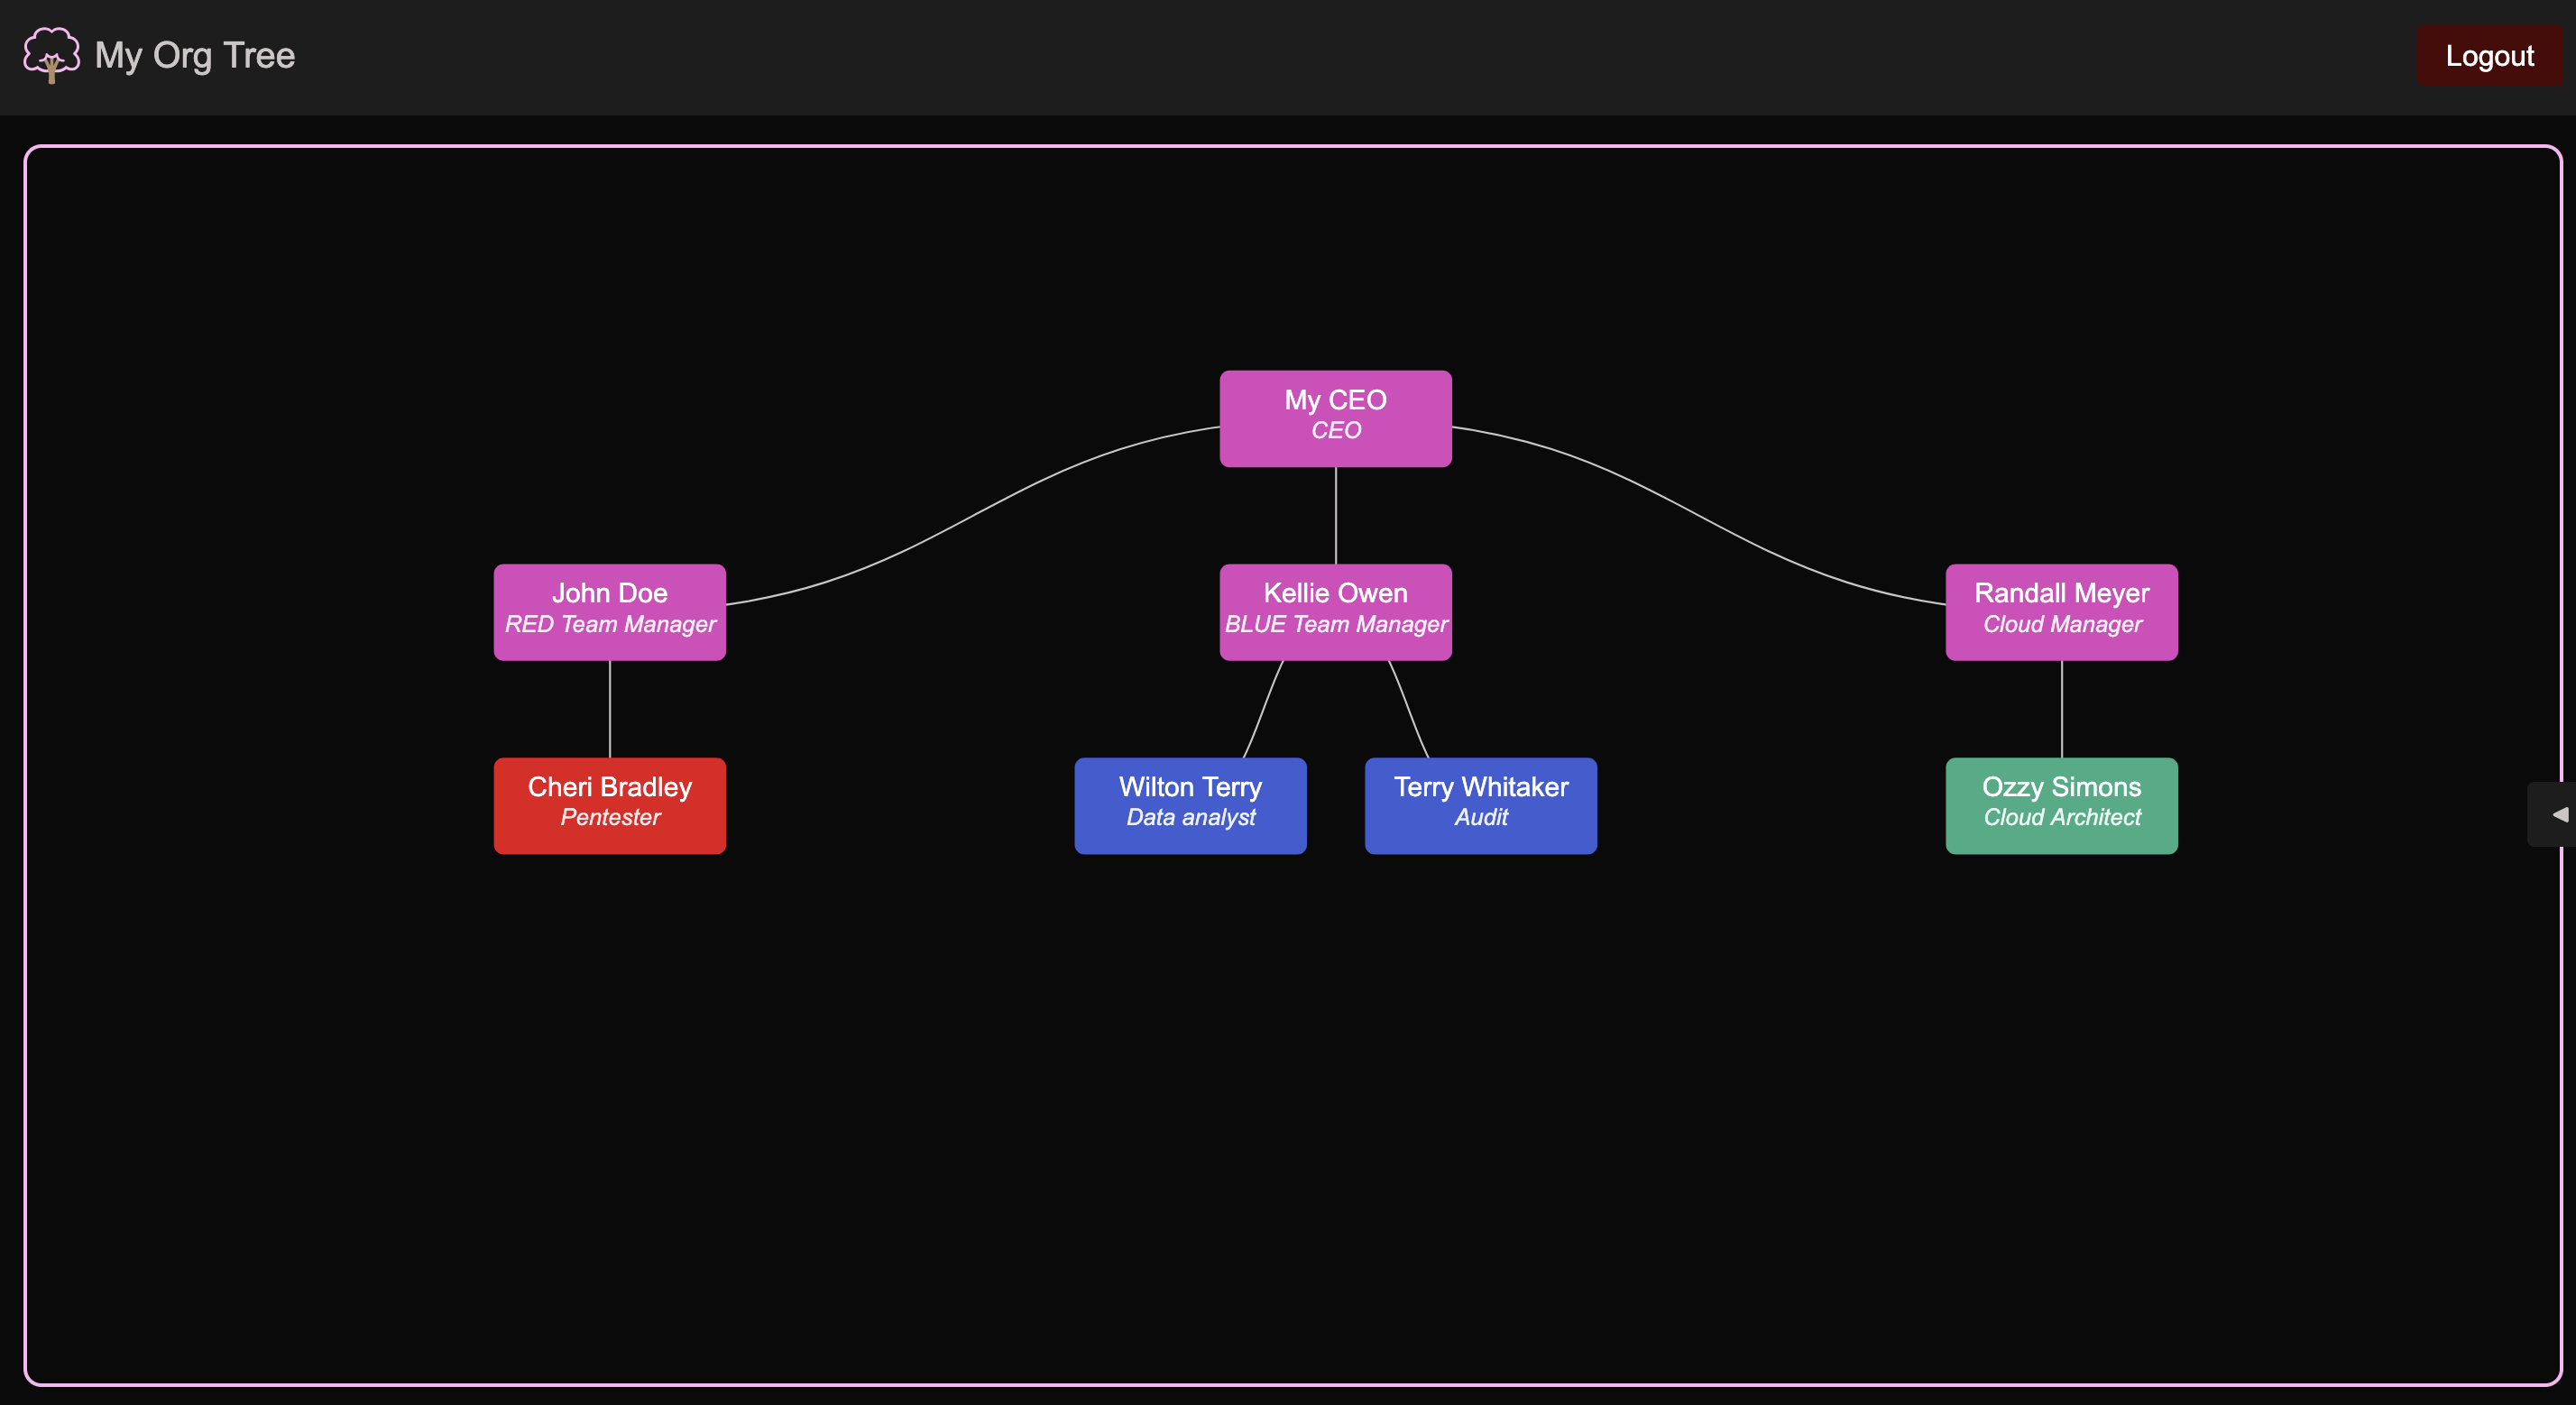 My Org Tree
Logout
My CEO
CEO
John Doe
RED Team Manager
Kellie Owen
BLUE Team Manager
Randall Meyer
Cloud Manager
Cheri Bradley
Pentester
Wilton Terry
Data analyst
Terry Whitaker
Audit
Ozzy Simons
Cloud Architect